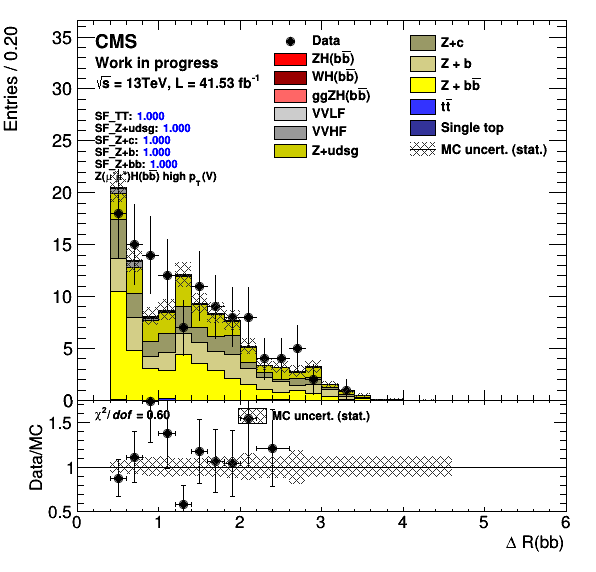 Entries / 0.20
35
30
25
20
15
10
5
0
CMS
Work in progress
√s = 13TeV, L = 41.53 fb⁻¹
SF_TT: 1.000
SF_Z+udsg: 1.000
SF_Z+c: 1.000
SF_Z+b: 1.000
SF_Z+bb: 1.000
Z(μ⁻μ⁺)H(bb̅) high p_T(V)
Data
ZH(bb̅)
WH(bb̅)
ggZH(bb̅)
VVLF
VVHF
Z+udsg
Z+c
Z + b
Z + bb̅
tt̅
Single top
MC uncert. (stat.)
Data/MC
1.5
1
0.5
χ²/dof = 0.60
MC uncert. (stat.)
0 1 2 3 4 5 6
Δ R(bb)